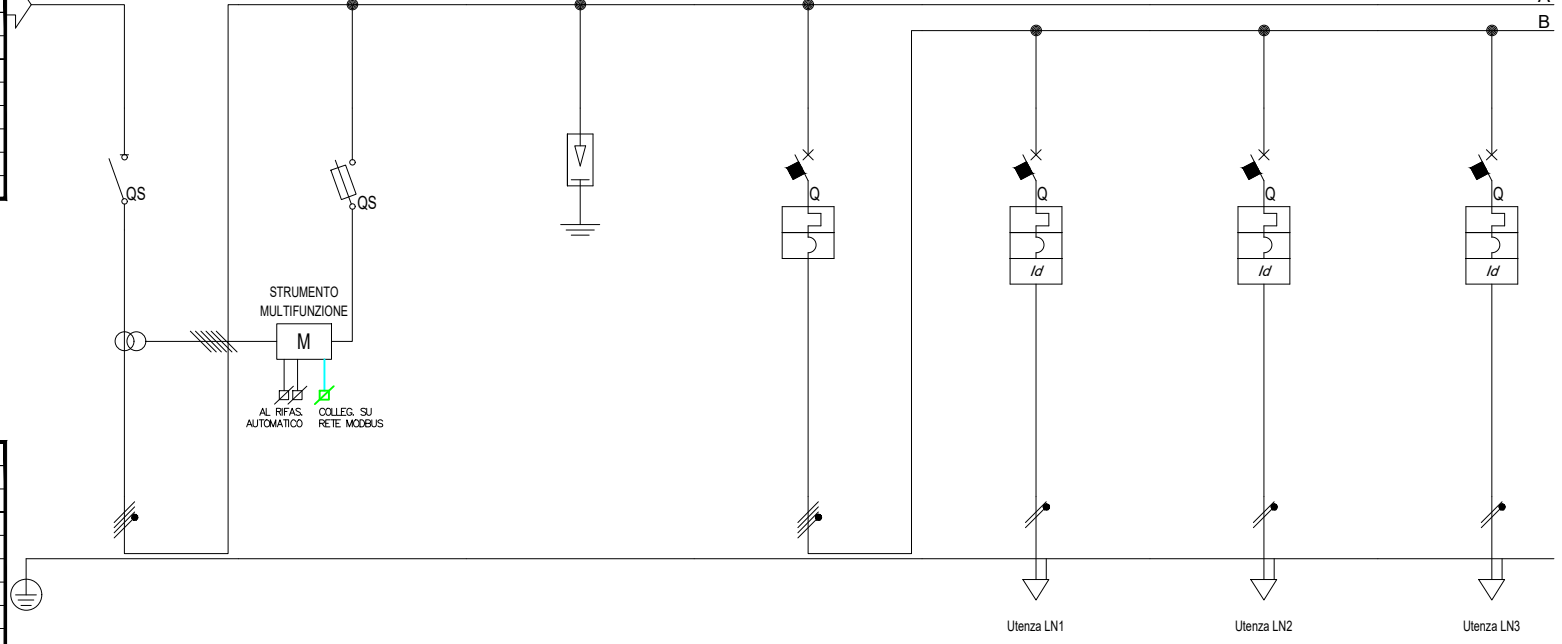 A
B
QS
QS
Q
Q
Q
Q
Id
Id
Id
STRUMENTO
MULTIFUNZIONE
M
AL RIFAS.
AUTOMATICO
COLLEG. SU
RETE MODBUS
Utenza LN1
Utenza LN2
Utenza LN3